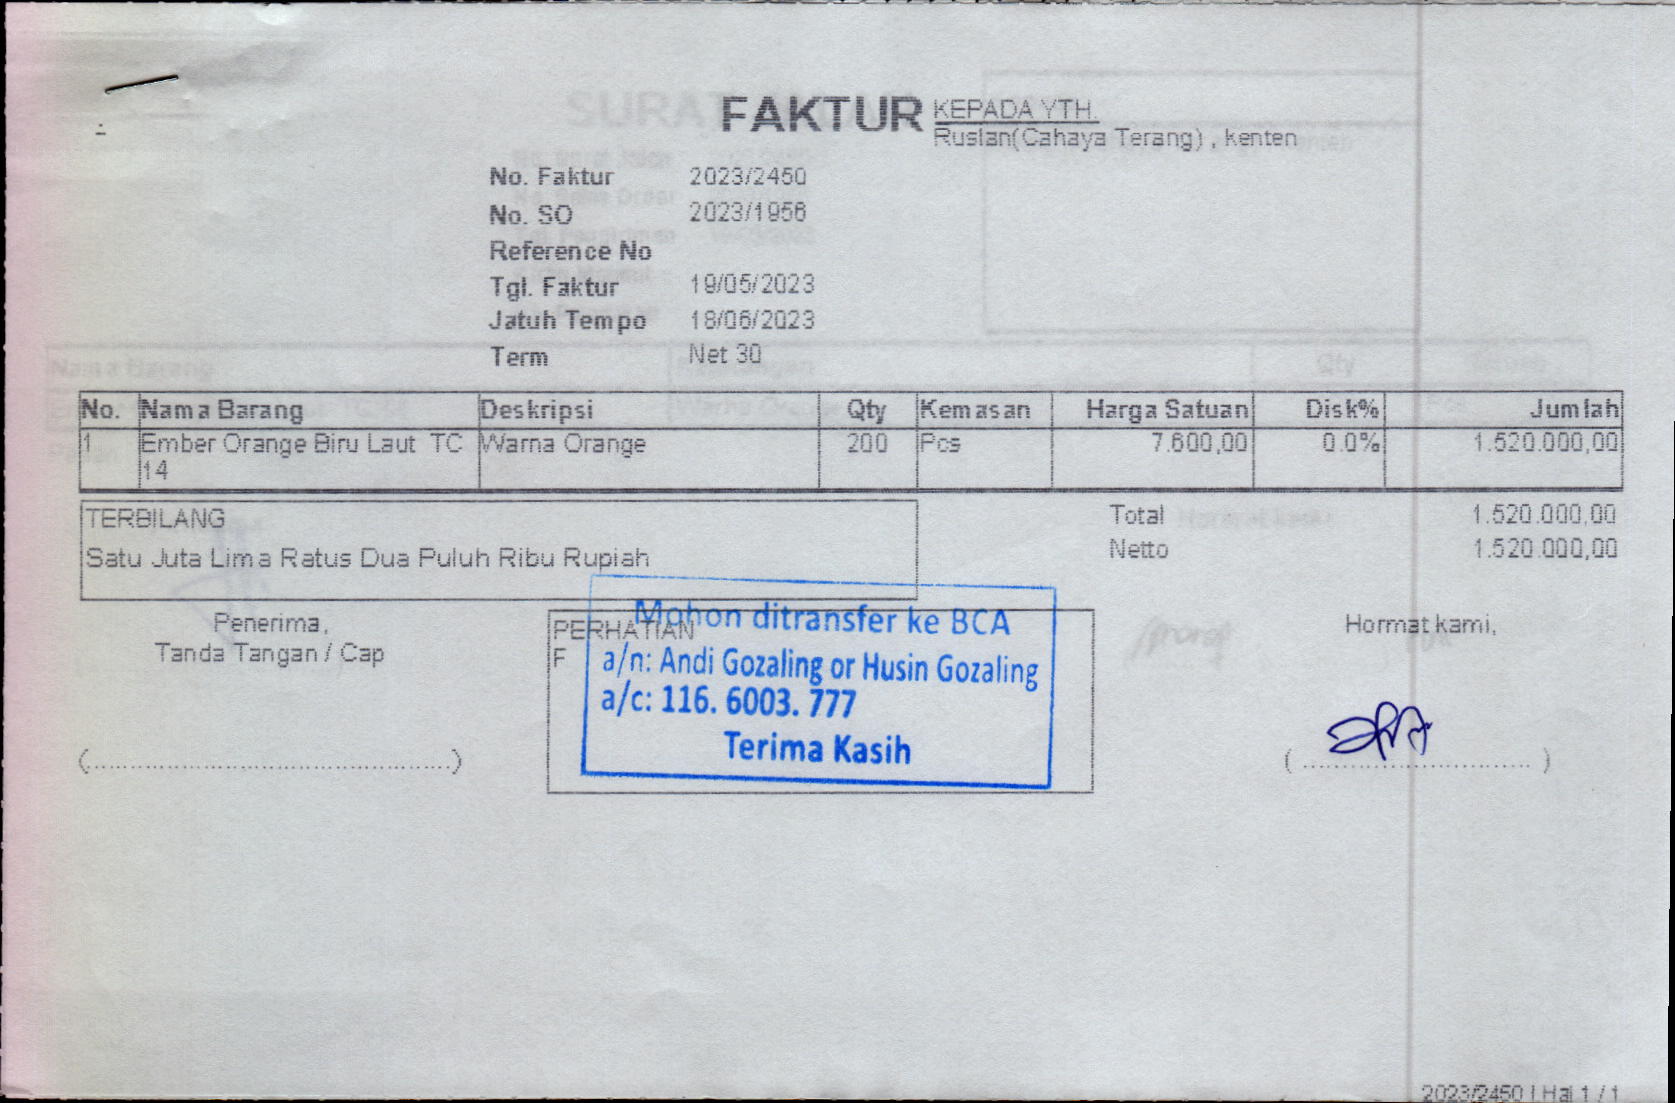 FAKTUR
KEPADA YTH.
Ruslan(Cahaya Terang) , kenten
No. Faktur 2023/2450
No. SO 2023/1956
Reference No
Tgl. Faktur 19/05/2023
Jatuh Tempo 18/06/2023
Term Net 30
No. Nama Barang Deskripsi Qty Kemasan Harga Satuan Disk% Jumlah
1 Ember Orange Biru Laut TC Warna Orange 200 Pcs 7.600,00 0.0% 1.520.000,00
14
TERBILANG
Satu Juta Lima Ratus Dua Puluh Ribu Rupiah
Total 1.520.000,00
Netto 1.520.000,00
Penerima,
Tanda Tangan / Cap
(..............................................)
PERHATIAN
F
Mohon ditransfer ke BCA
a/n: Andi Gozaling or Husin Gozaling
a/c: 116. 6003. 777
Terima Kasih
Hormat kami,
( ............................. )
2023/2450 | Hal 1 / 1